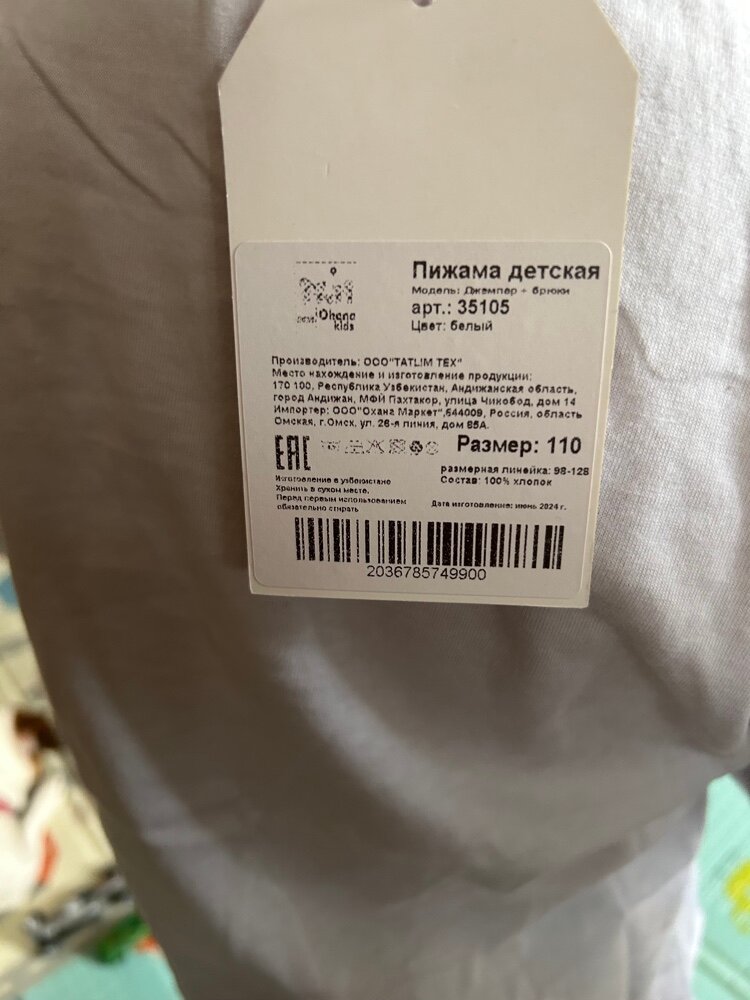 Ohana
kids
Пижама детская
Модель: Джемпер + брюки
арт.: 35105
Цвет: белый
Производитель: ООО"TATLIM TEX"
Место нахождение и изготовление продукции:
170 100, Республика Узбекистан, Андижанская область,
город Андижан, МФЙ Пахтакор, улица Чинобод, дом 14
Импортер: ООО"Охана Маркет",644009, Россия, область
Омская, г.Омск, ул. 26-я линия, дом 85А.
EAC
Размер: 110
размерная линейка: 98-128
Состав: 100% хлопок
Изготовление в узбекистане
Хранить в сухом месте.
Перед первым использованием
обязательно стирать
Дата изготовления: июнь 2024 г.
2036785749900